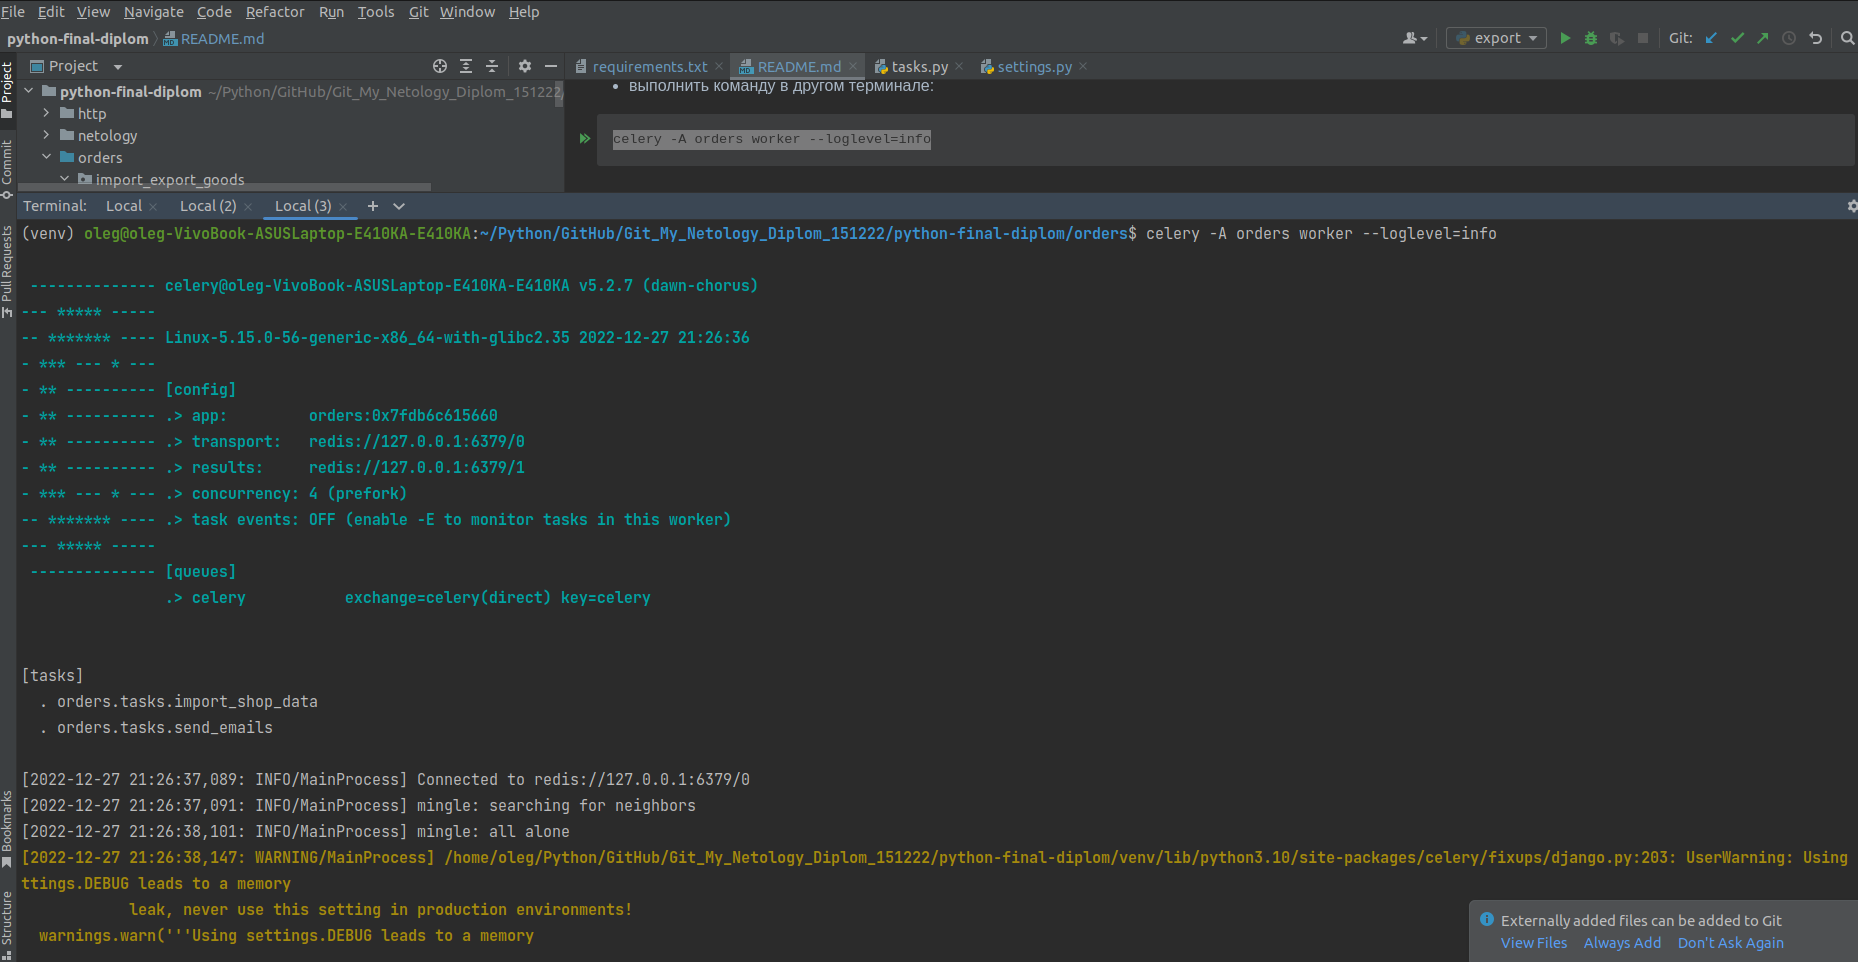 File Edit View Navigate Code Refactor Run Tools Git Window Help
python-final-diplom README.md export Git:
Project requirements.txt README.md tasks.py settings.py
python-final-diplom ~/Python/GitHub/Git_My_Netology_Diplom_151222/
http
netology
orders
import_export_goods
выполнить команду в другом терминале:
celery -A orders worker --loglevel=info
Project
Commit
Pull Requests
Bookmarks
Structure
Terminal: Local Local (2) Local (3)
(venv) oleg@oleg-VivoBook-ASUSLaptop-E410KA-E410KA:~/Python/GitHub/Git_My_Netology_Diplom_151222/python-final-diplom/orders$ celery -A orders worker --loglevel=info
-------------- celery@oleg-VivoBook-ASUSLaptop-E410KA-E410KA v5.2.7 (dawn-chorus)
--- ***** -----
-- ******* ---- Linux-5.15.0-56-generic-x86_64-with-glibc2.35 2022-12-27 21:26:36
- *** --- * ---
- ** ---------- [config]
- ** ---------- .> app:         orders:0x7fdb6c615660
- ** ---------- .> transport:   redis://127.0.0.1:6379/0
- ** ---------- .> results:     redis://127.0.0.1:6379/1
- *** --- * --- .> concurrency: 4 (prefork)
-- ******* ---- .> task events: OFF (enable -E to monitor tasks in this worker)
--- ***** -----
-------------- [queues]
.> celery           exchange=celery(direct) key=celery
[tasks]
. orders.tasks.import_shop_data
. orders.tasks.send_emails
[2022-12-27 21:26:37,089: INFO/MainProcess] Connected to redis://127.0.0.1:6379/0
[2022-12-27 21:26:37,091: INFO/MainProcess] mingle: searching for neighbors
[2022-12-27 21:26:38,101: INFO/MainProcess] mingle: all alone
[2022-12-27 21:26:38,147: WARNING/MainProcess] /home/oleg/Python/GitHub/Git_My_Netology_Diplom_151222/python-final-diplom/venv/lib/python3.10/site-packages/celery/fixups/django.py:203: UserWarning: Using
ttings.DEBUG leads to a memory
leak, never use this setting in production environments!
warnings.warn('''Using settings.DEBUG leads to a memory
Externally added files can be added to Git
View Files Always Add Don't Ask Again